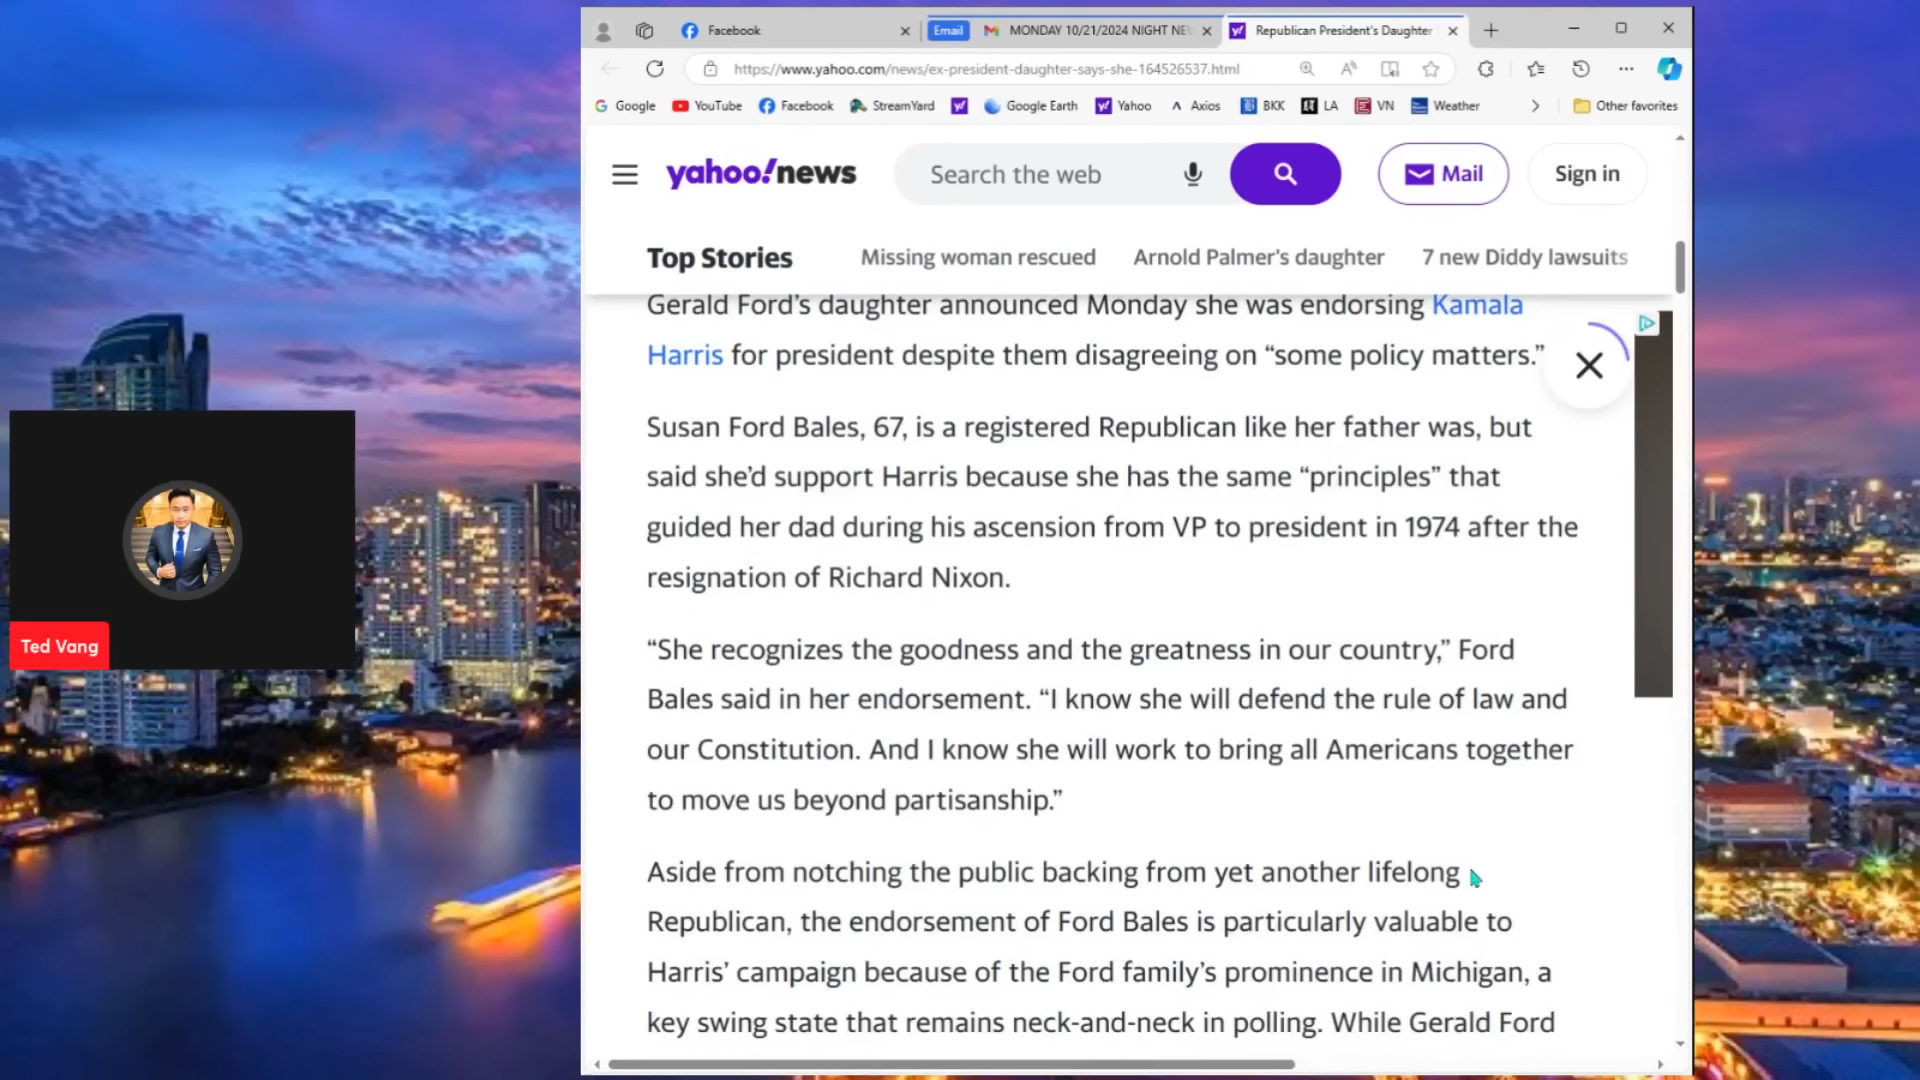 Facebook
Email
MONDAY 10/21/2024 NIGHT NE
Republican President's Daughter
https://www.yahoo.com/news/ex-president-daughter-says-she-164526537.html
Google
YouTube
Facebook
StreamYard
Google Earth
Yahoo
Axios
BKK
LA
VN
Weather
Other favorites
yahoo!news
Search the web
Mail
Sign in
Top Stories
Missing woman rescued
Arnold Palmer's daughter
7 new Diddy lawsuits
Gerald Ford's daughter announced Monday she was endorsing Kamala
Harris for president despite them disagreeing on “some policy matters.”
Susan Ford Bales, 67, is a registered Republican like her father was, but
said she'd support Harris because she has the same “principles” that
guided her dad during his ascension from VP to president in 1974 after the
resignation of Richard Nixon.
“She recognizes the goodness and the greatness in our country,” Ford
Bales said in her endorsement. “I know she will defend the rule of law and
our Constitution. And I know she will work to bring all Americans together
to move us beyond partisanship.”
Aside from notching the public backing from yet another lifelong
Republican, the endorsement of Ford Bales is particularly valuable to
Harris' campaign because of the Ford family's prominence in Michigan, a
key swing state that remains neck-and-neck in polling. While Gerald Ford
Ted Vang